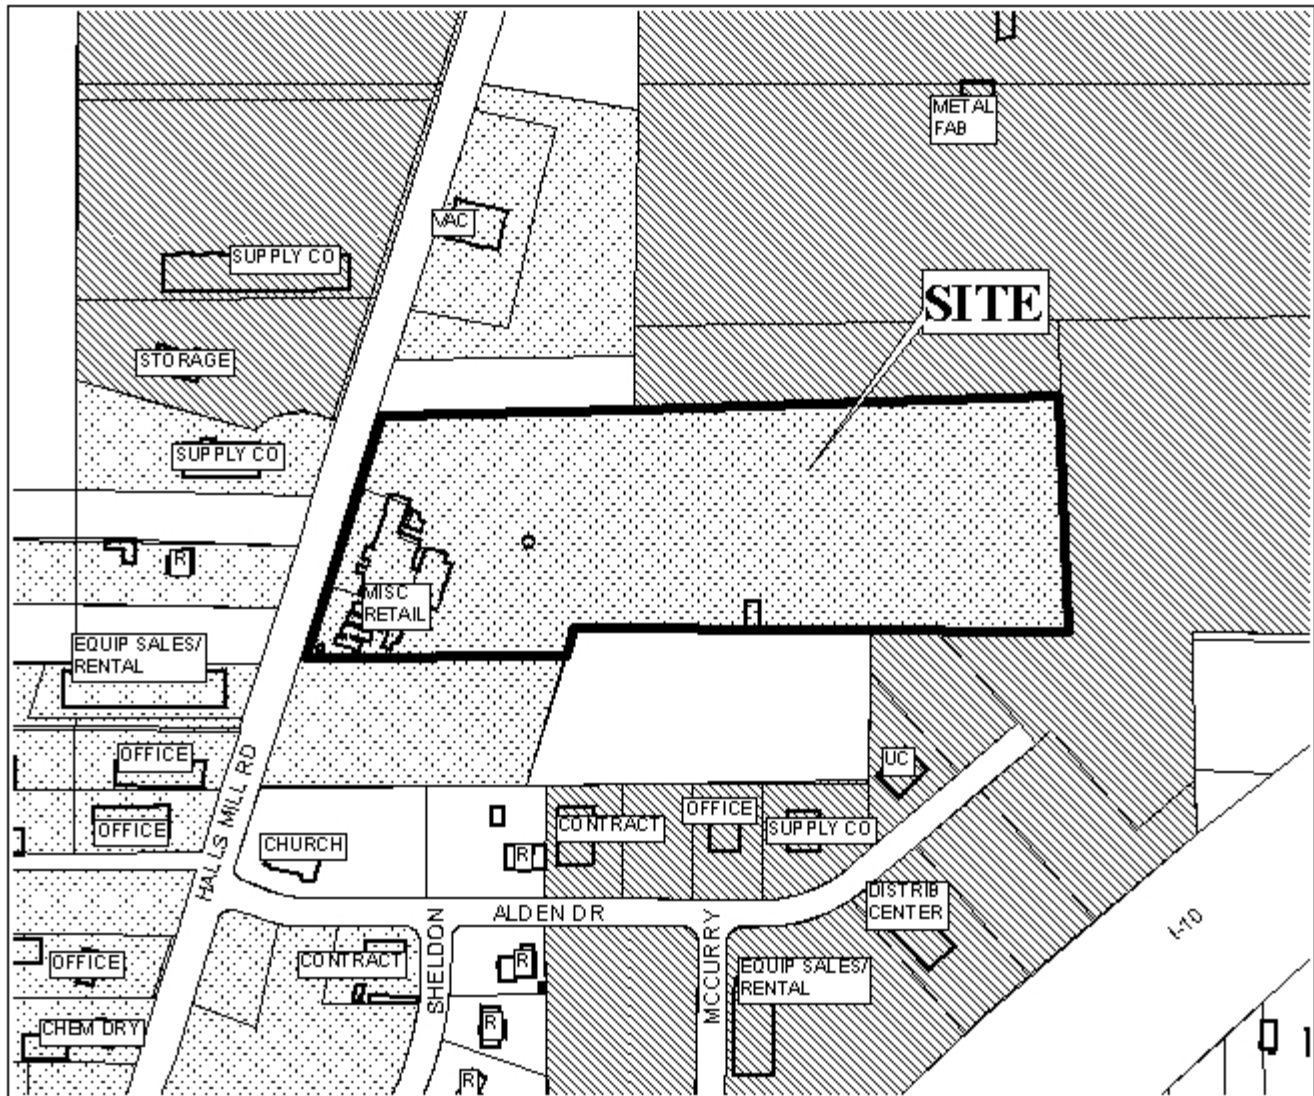 METAL
FAB
VAC
SUPPLY CO
SITE
STORAGE
SUPPLY CO
R
MISC
RETAIL
EQUIP SALES/
RENTAL
OFFICE
UC
OFFICE
HALLS MILL RD
CHURCH
R
CONTRACT
OFFICE
SUPPLY CO
DISTRIB
CENTER
ALDEN DR
I-10
OFFICE
CONTRACT
SHELDON
R
MCCURRY
EQUIP SALES/
RENTAL
CHEM DRY
R
R